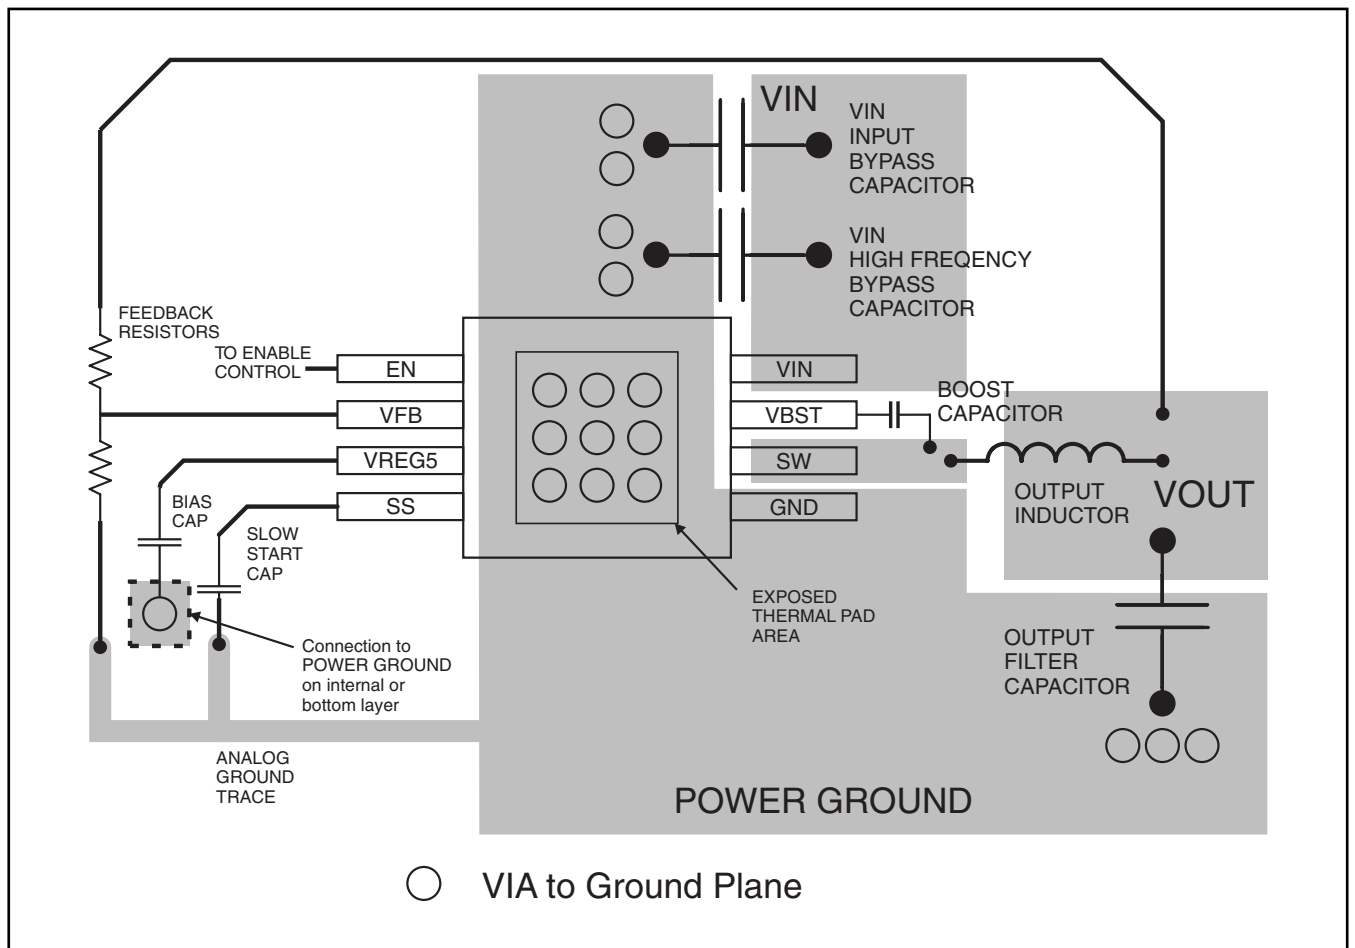 VIN
VIN
INPUT
BYPASS
CAPACITOR
VIN
HIGH FREQENCY
BYPASS
CAPACITOR
FEEDBACK
RESISTORS
TO ENABLE
CONTROL
EN
VFB
VREG5
SS
VIN
VBST
SW
GND
BOOST
CAPACITOR
OUTPUT
INDUCTOR
VOUT
BIAS
CAP
SLOW
START
CAP
EXPOSED
THERMAL PAD
AREA
Connection to
POWER GROUND
on internal or
bottom layer
OUTPUT
FILTER
CAPACITOR
ANALOG
GROUND
TRACE
POWER GROUND
VIA to Ground Plane